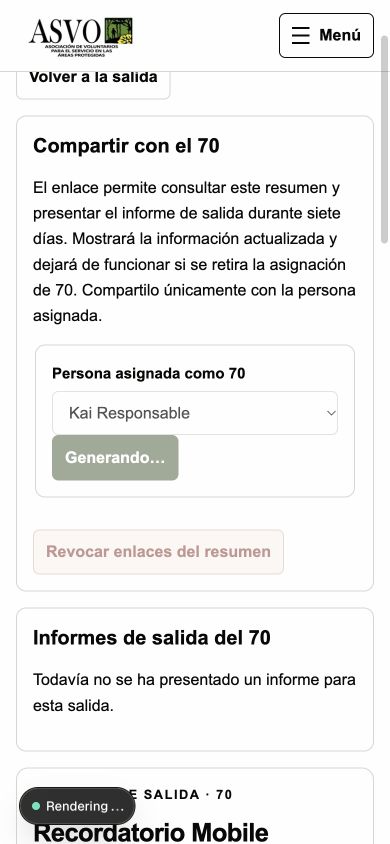 ASVO
ASOCIACIÓN DE VOLUNTARIOS
PARA EL SERVICIO EN LAS
ÁREAS PROTEGIDAS
Menú
Volver a la salida
Compartir con el 70
El enlace permite consultar este resumen y
presentar el informe de salida durante siete
días. Mostrará la información actualizada y
dejará de funcionar si se retira la asignación
de 70. Compartilo únicamente con la persona
asignada.
Persona asignada como 70
Kai Responsable
Generando…
Revocar enlaces del resumen
Informes de salida del 70
Todavía no se ha presentado un informe para
esta salida.
E SALIDA · 70
Rendering ...
Recordatorio Mobile